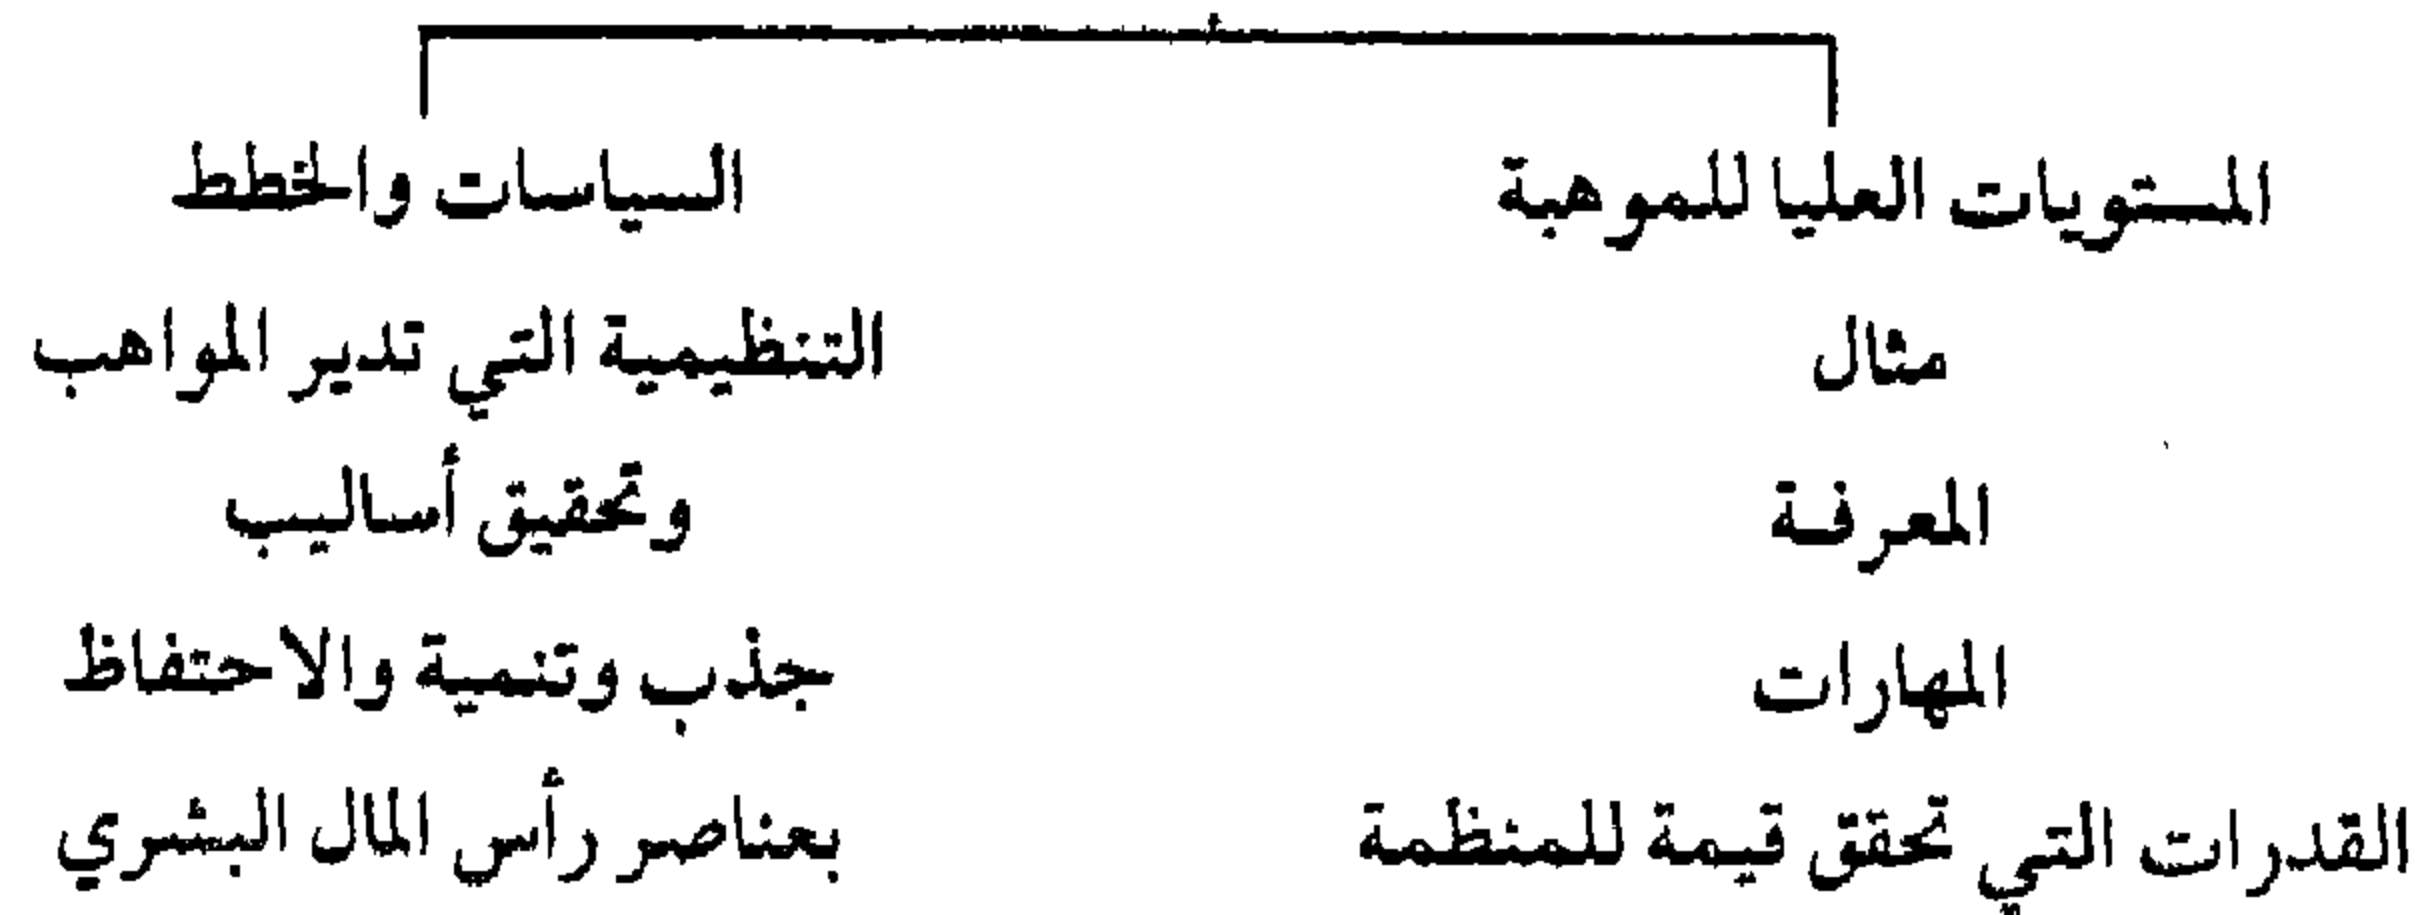 المستويات العليا للموهبة
مثال
المعرفة
المهارات
القدرات التي تحقق قيمة للمنظمة
السياسات والخطط
التنظيمية التي تدير المواهب
وتحقيق أساليب
جذب وتنمية والاحتفاظ
بعناصر رأس المال البشري